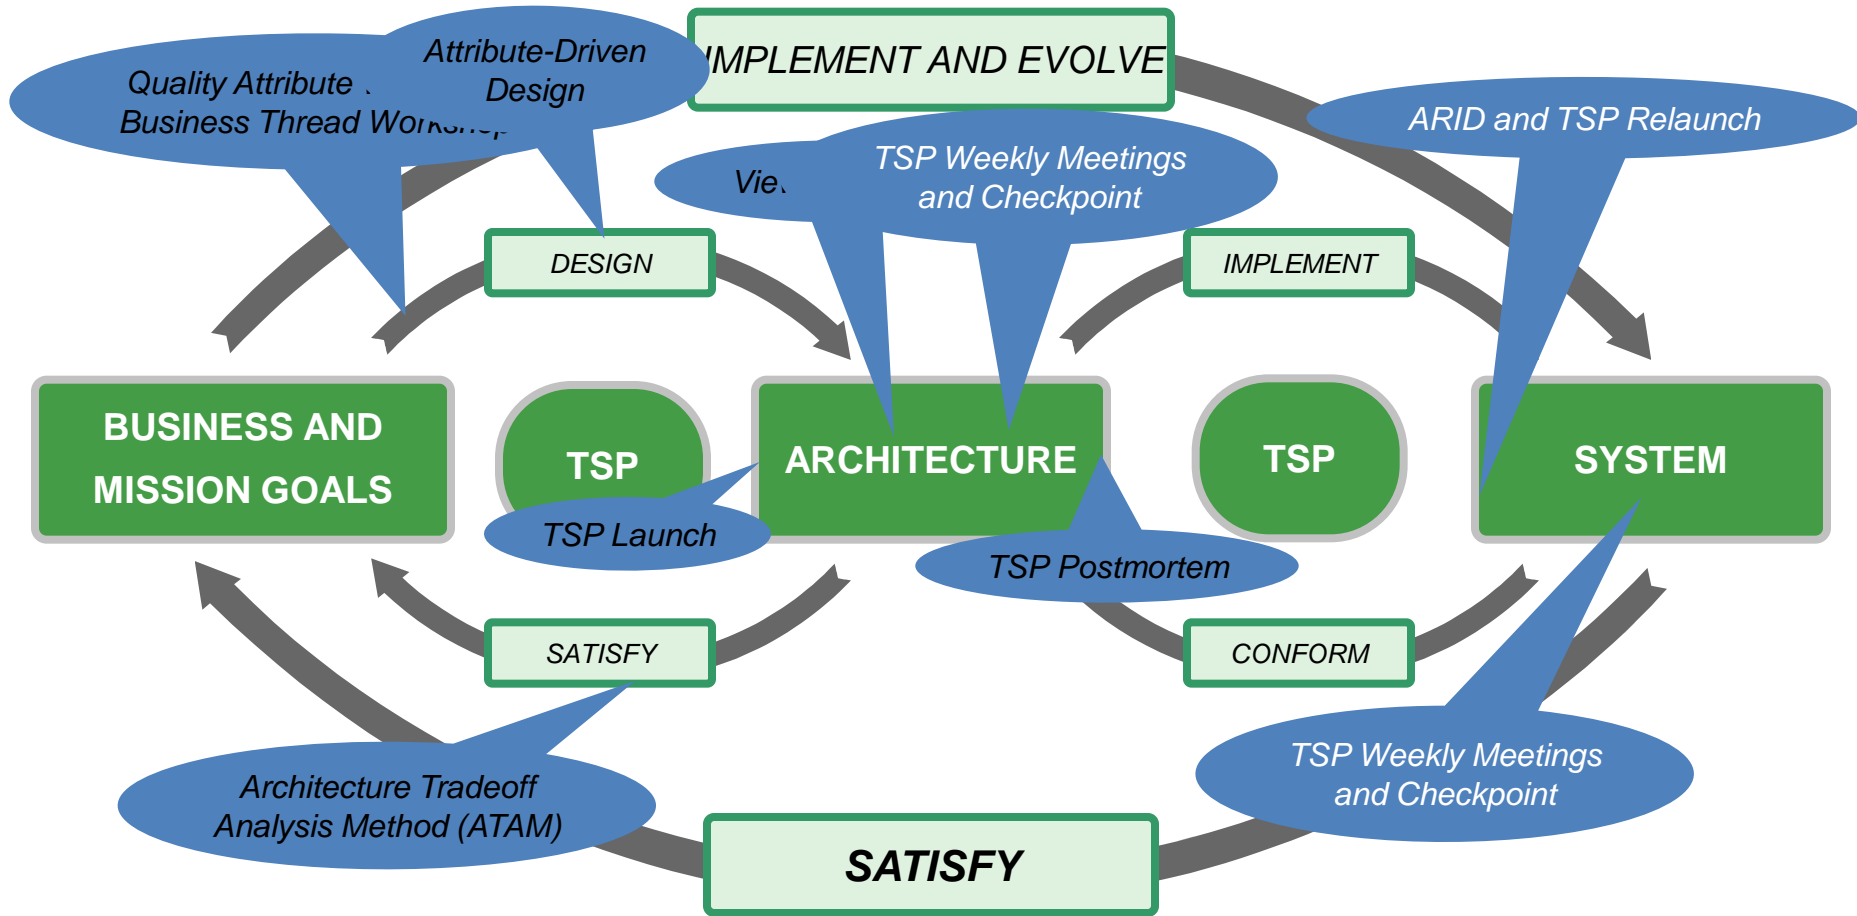 IMPLEMENT AND EVOLVE
Attribute-Driven
Design
Quality Attribute
Business Thread Workshop
ARID and TSP Relaunch
TSP Weekly Meetings
and Checkpoint
DESIGN
IMPLEMENT
BUSINESS AND
MISSION GOALS
TSP
ARCHITECTURE
TSP
SYSTEM
TSP Launch
TSP Postmortem
SATISFY
CONFORM
Architecture Tradeoff
Analysis Method (ATAM)
TSP Weekly Meetings
and Checkpoint
SATISFY